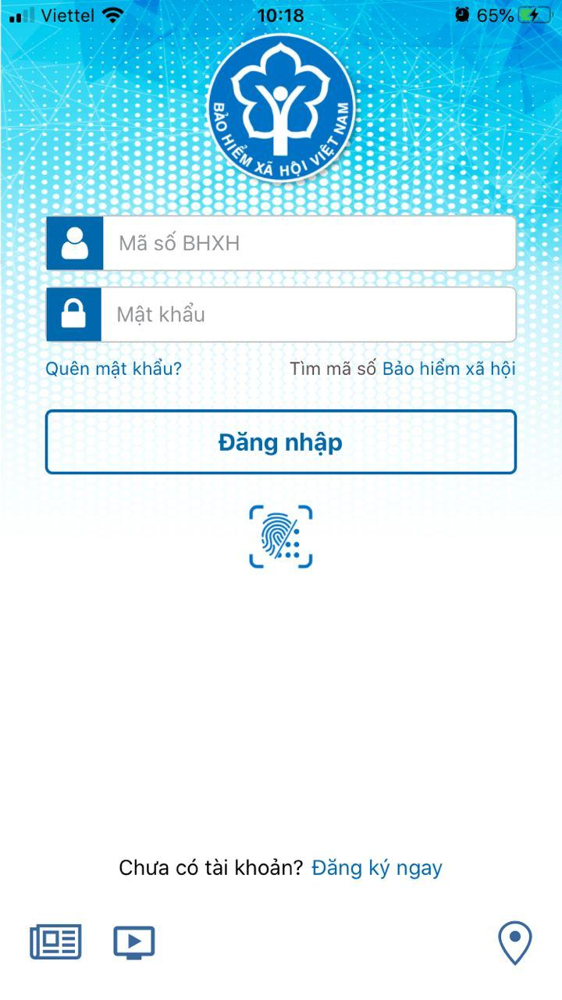 Viettel 10:18 65%
BẢO HIỂM XÃ HỘI VIỆT NAM
Mã số BHXH
Mật khẩu
Quên mật khẩu? Tìm mã số Bảo hiểm xã hội
Đăng nhập
Chưa có tài khoản? Đăng ký ngay